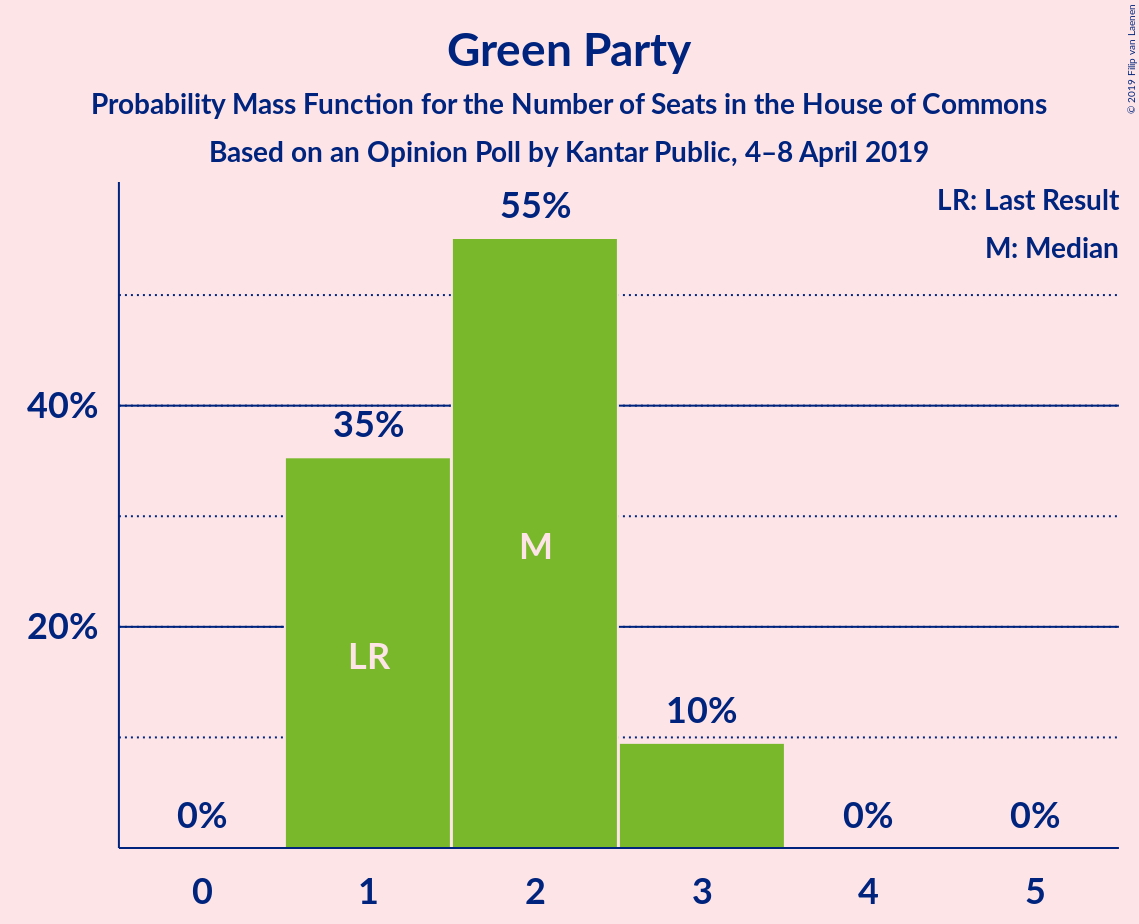 Green Party
Probability Mass Function for the Number of Seats in the House of Commons
Based on an Opinion Poll by Kantar Public, 4–8 April 2019
© 2019 Filip van Laenen
LR: Last Result
M: Median
55%
40%
35%
M
20%
LR
10%
0%
0%
0%
0
1
2
3
4
5